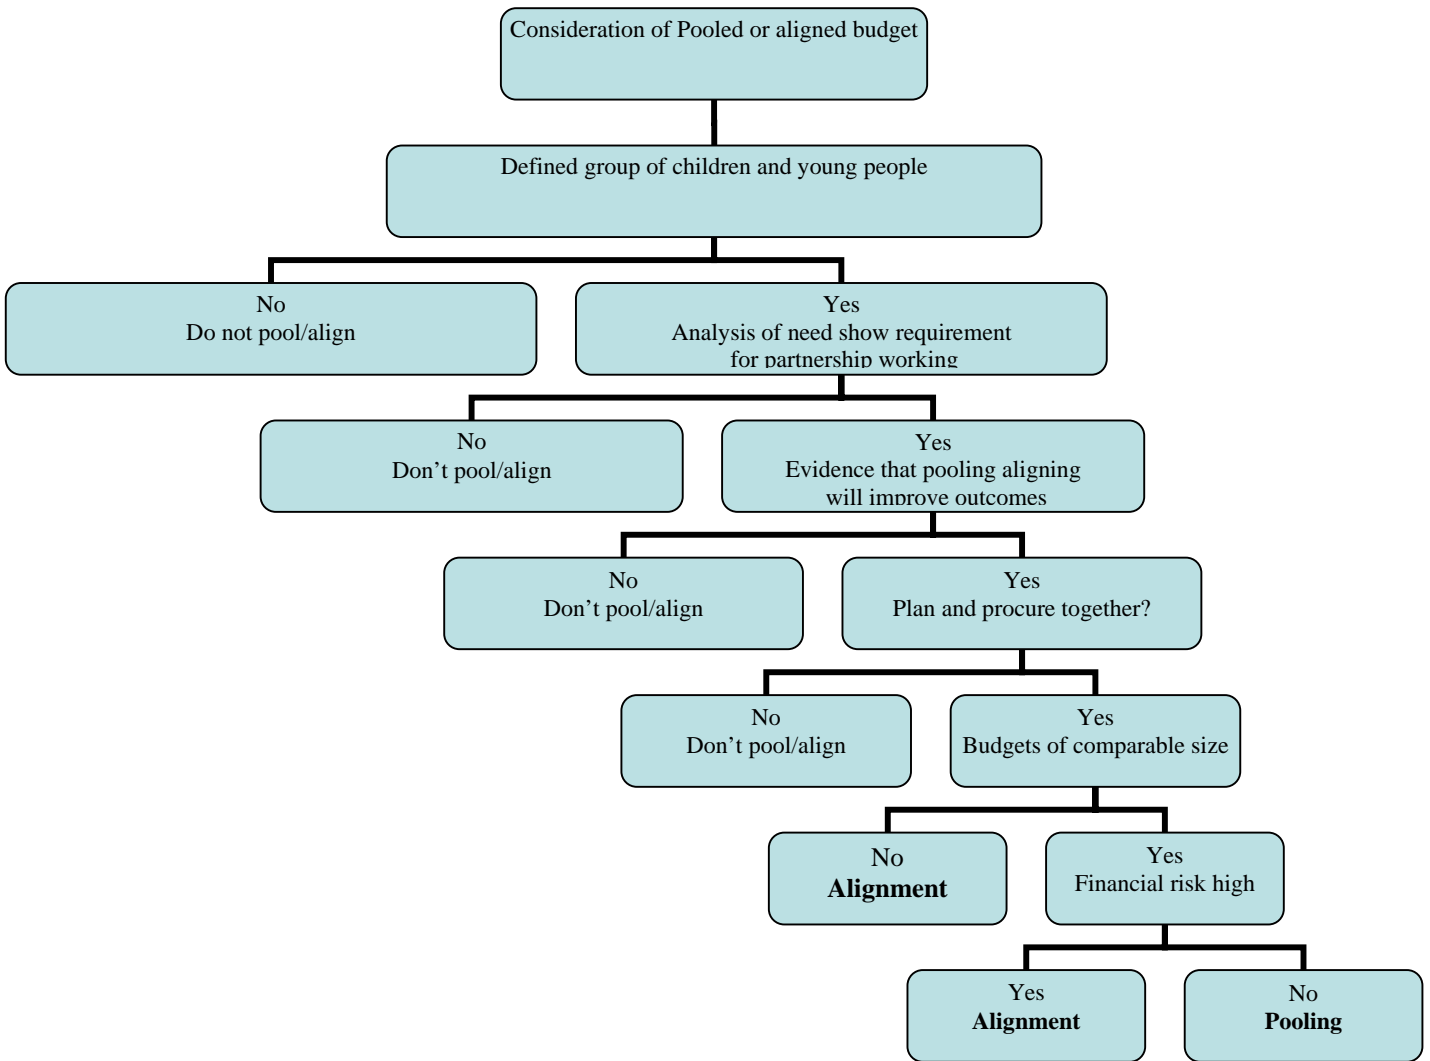 Consideration of Pooled or aligned budget
Defined group of children and young people
No
Do not pool/align
Yes
Analysis of need show requirement
for partnership working
No
Don’t pool/align
Yes
Evidence that pooling aligning
will improve outcomes
No
Don’t pool/align
Yes
Plan and procure together?
No
Don’t pool/align
Yes
Budgets of comparable size
No
Alignment
Yes
Financial risk high
Yes
Alignment
No
Pooling